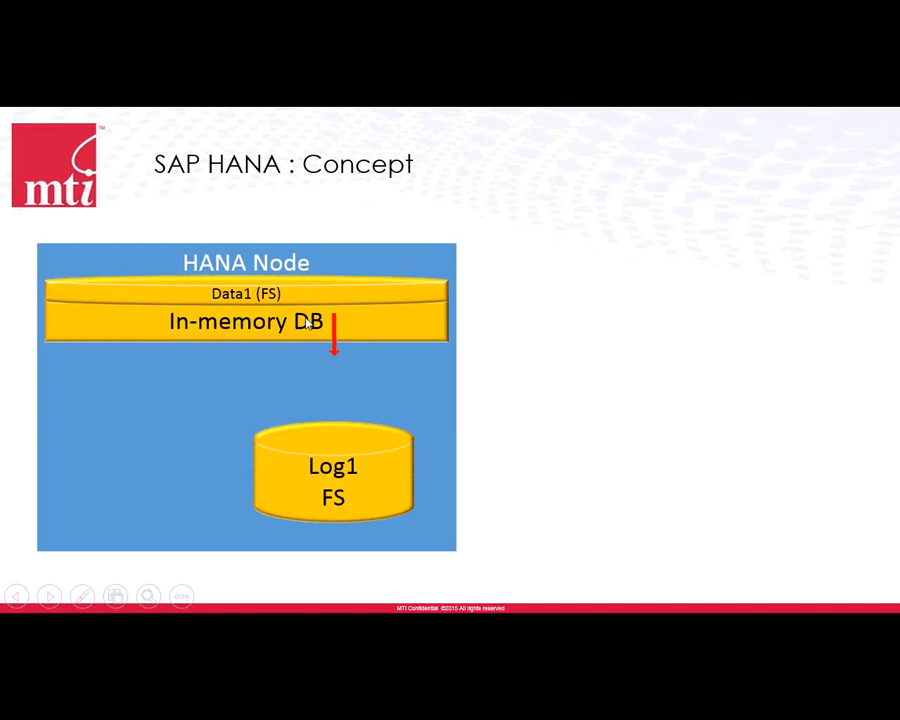 mti
TM
SAP HANA : Concept
HANA Node
Data1 (FS)
In-memory DB
Log1
FS
MTI Confidential ©2015 All rights reserved